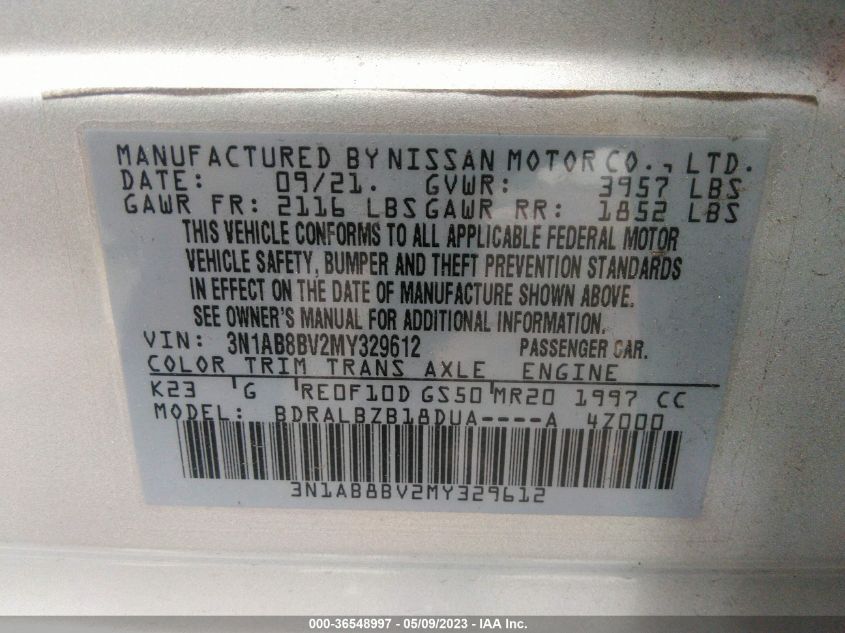 MANUFACTURED BY NISSAN MOTOR CO., LTD.
DATE: 09/21. GVWR: 3957 LBS
GAWR FR: 2116 LBS GAWR RR: 1852 LBS
THIS VEHICLE CONFORMS TO ALL APPLICABLE FEDERAL MOTOR
VEHICLE SAFETY, BUMPER AND THEFT PREVENTION STANDARDS
IN EFFECT ON THE DATE OF MANUFACTURE SHOWN ABOVE.
SEE OWNER'S MANUAL FOR ADDITIONAL INFORMATION.
VIN: 3N1AB8BV2MY329612 PASSENGER CAR.
COLOR TRIM TRANS AXLE ENGINE
K23 G RE0F10D GS50 MR20 1997 CC
MODEL: BDRALBZB18DUA----A 4Z000
3N1AB8BV2MY329612
000-36548997 - 05/09/2023 - IAA Inc.